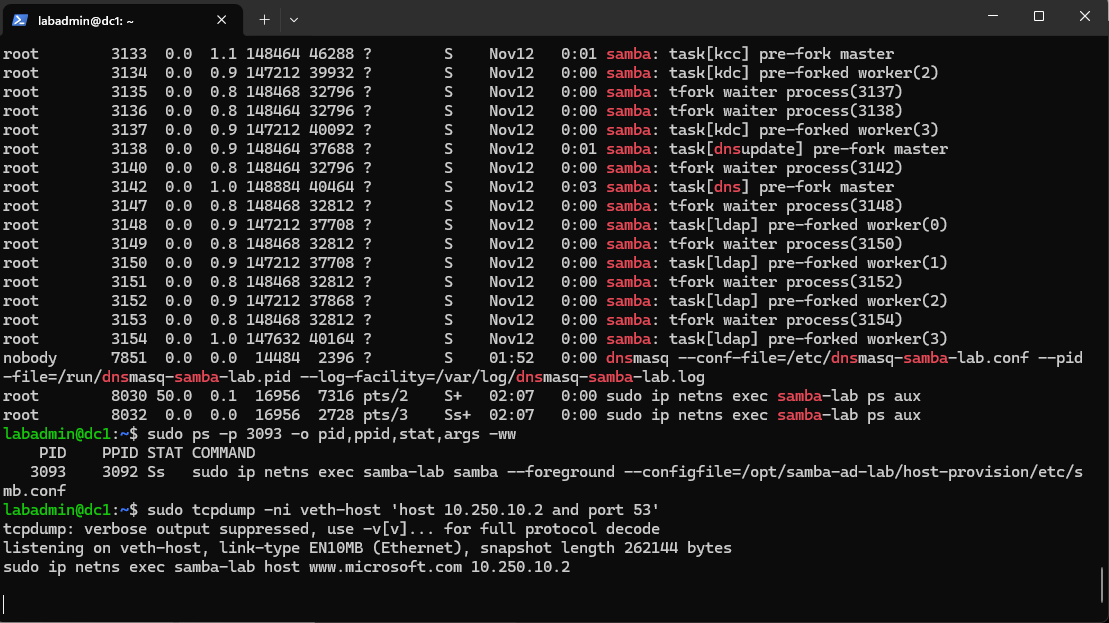 labadmin@dc1: ~
root        3133  0.0  1.1 148464 46288 ?        S    Nov12   0:01 samba: task[kcc] pre-fork master
root        3134  0.0  0.9 147212 39932 ?        S    Nov12   0:00 samba: task[kdc] pre-forked worker(2)
root        3135  0.0  0.8 148468 32796 ?        S    Nov12   0:00 samba: tfork waiter process(3137)
root        3136  0.0  0.8 148464 32796 ?        S    Nov12   0:00 samba: tfork waiter process(3138)
root        3137  0.0  0.9 147212 40092 ?        S    Nov12   0:00 samba: task[kdc] pre-forked worker(3)
root        3138  0.0  0.9 148464 37688 ?        S    Nov12   0:01 samba: task[dnsupdate] pre-fork master
root        3140  0.0  0.8 148464 32796 ?        S    Nov12   0:00 samba: tfork waiter process(3142)
root        3142  0.0  1.0 148884 40464 ?        S    Nov12   0:03 samba: task[dns] pre-fork master
root        3147  0.0  0.8 148468 32812 ?        S    Nov12   0:00 samba: tfork waiter process(3148)
root        3148  0.0  0.9 147212 37708 ?        S    Nov12   0:00 samba: task[ldap] pre-forked worker(0)
root        3149  0.0  0.8 148468 32812 ?        S    Nov12   0:00 samba: tfork waiter process(3150)
root        3150  0.0  0.9 147212 37708 ?        S    Nov12   0:00 samba: task[ldap] pre-forked worker(1)
root        3151  0.0  0.8 148468 32812 ?        S    Nov12   0:00 samba: tfork waiter process(3152)
root        3152  0.0  0.9 147212 37868 ?        S    Nov12   0:00 samba: task[ldap] pre-forked worker(2)
root        3153  0.0  0.8 148468 32812 ?        S    Nov12   0:00 samba: tfork waiter process(3154)
root        3154  0.0  1.0 147632 40164 ?        S    Nov12   0:00 samba: task[ldap] pre-forked worker(3)
nobody      7851  0.0  0.0  14484  2396 ?        S    01:52   0:00 dnsmasq --conf-file=/etc/dnsmasq-samba-lab.conf --pid
-file=/run/dnsmasq-samba-lab.pid --log-facility=/var/log/dnsmasq-samba-lab.log
root        8030 50.0  0.1  16956  7316 pts/2    S+   02:07   0:00 sudo ip netns exec samba-lab ps aux
root        8032  0.0  0.0  16956  2728 pts/3    Ss+  02:07   0:00 sudo ip netns exec samba-lab ps aux
labadmin@dc1:~$ sudo ps -p 3093 -o pid,ppid,stat,args -ww
    PID    PPID STAT COMMAND
   3093    3092 Ss   sudo ip netns exec samba-lab samba --foreground --configfile=/opt/samba-ad-lab/host-provision/etc/s
mb.conf
labadmin@dc1:~$ sudo tcpdump -ni veth-host 'host 10.250.10.2 and port 53'
tcpdump: verbose output suppressed, use -v[v]... for full protocol decode
listening on veth-host, link-type EN10MB (Ethernet), snapshot length 262144 bytes
sudo ip netns exec samba-lab host www.microsoft.com 10.250.10.2